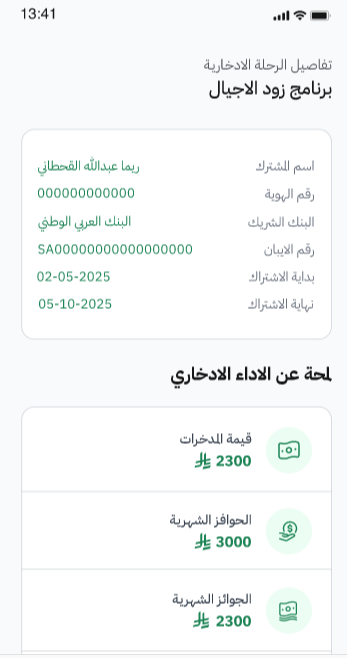 13:41
تفاصيل الرحلة الادخارية
برنامج زود الاجيال
اسم المشترك ريما عبدالله القحطاني
رقم الهوية 000000000000
البنك الشريك البنك العربي الوطني
رقم الايبان SA00000000000000000
بداية الاشتراك 02-05-2025
نهاية الاشتراك 05-10-2025
لمحة عن الاداء الادخاري
قيمة المدخرات
2300
الحوافز الشهرية
3000
الجوائز الشهرية
2300